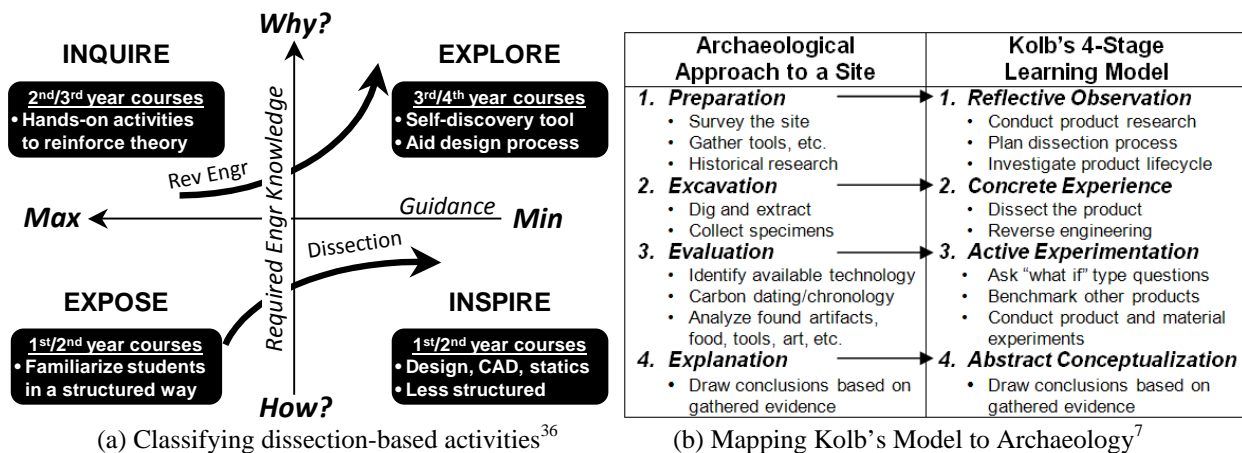 Why?
INQUIRE
2nd/3rd year courses
• Hands-on activities
to reinforce theory
EXPLORE
3rd/4th year courses
• Self-discovery tool
• Aid design process
Rev Engr
Required Engr Knowledge
Max
Guidance
Min
Dissection
EXPOSE
1st/2nd year courses
• Familiarize students
in a structured way
INSPIRE
1st/2nd year courses
• Design, CAD, statics
• Less structured
How?
(a) Classifying dissection-based activities36
Archaeological
Approach to a Site
1. Preparation
• Survey the site
• Gather tools, etc.
• Historical research
2. Excavation
• Dig and extract
• Collect specimens
3. Evaluation
• Identify available technology
• Carbon dating/chronology
• Analyze found artifacts,
food, tools, art, etc.
4. Explanation
• Draw conclusions based on
gathered evidence
Kolb's 4-Stage
Learning Model
1. Reflective Observation
• Conduct product research
• Plan dissection process
• Investigate product lifecycle
2. Concrete Experience
• Dissect the product
• Reverse engineering
3. Active Experimentation
• Ask "what if" type questions
• Benchmark other products
• Conduct product and material
experiments
4. Abstract Conceptualization
• Draw conclusions based on
gathered evidence
(b) Mapping Kolb's Model to Archaeology7